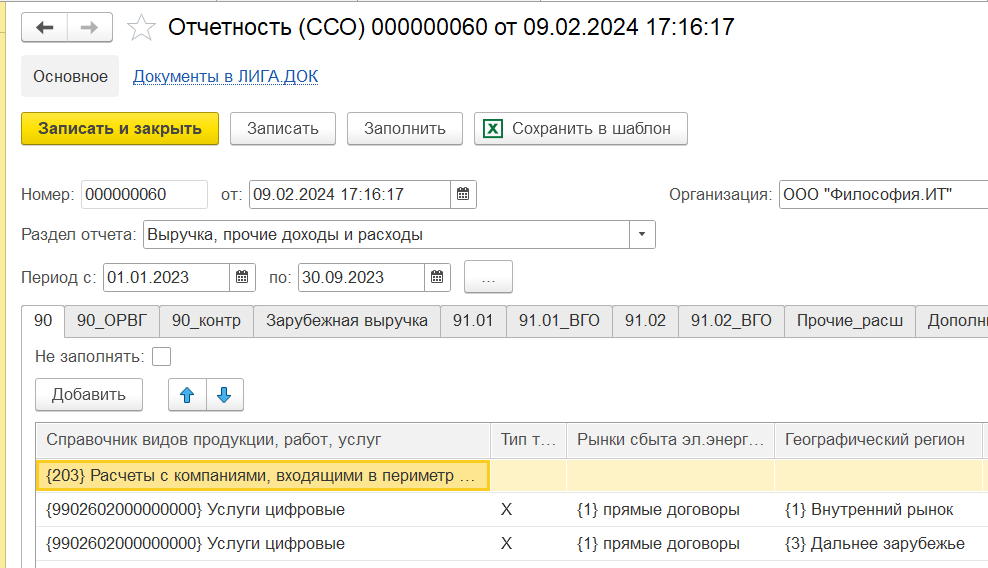 Отчетность (ССО) 000000060 от 09.02.2024 17:16:17
Основное Документы в ЛИГА.ДОК
Записать и закрыть Записать Заполнить Сохранить в шаблон
Номер: 000000060 от: 09.02.2024 17:16:17 Организация: ООО "Философия.ИТ"
Раздел отчета: Выручка, прочие доходы и расходы
Период с: 01.01.2023 по: 30.09.2023 ...
90 90_ОРВГ 90_контр Зарубежная выручка 91.01 91.01_ВГО 91.02 91.02_ВГО Прочие_расш Дополн
Не заполнять:
Добавить
Справочник видов продукции, работ, услуг Тип т... Рынки сбыта эл.энерг... Географический регион
{203} Расчеты с компаниями, входящими в периметр ...
{9902602000000000} Услуги цифровые Х {1} прямые договоры {1} Внутренний рынок
{9902602000000000} Услуги цифровые Х {1} прямые договоры {3} Дальнее зарубежье